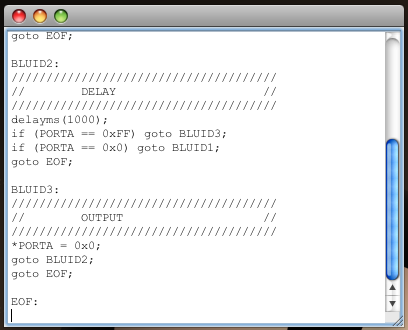 goto EOF;
BLUID2:
//////////////////////////////////////
//        DELAY                     //
//////////////////////////////////////
delayms(1000);
if (PORTA == 0xFF) goto BLUID3;
if (PORTA == 0x0) goto BLUID1;
goto EOF;
BLUID3:
//////////////////////////////////////
//        OUTPUT                    //
//////////////////////////////////////
*PORTA = 0x0;
goto BLUID2;
goto EOF;
EOF: